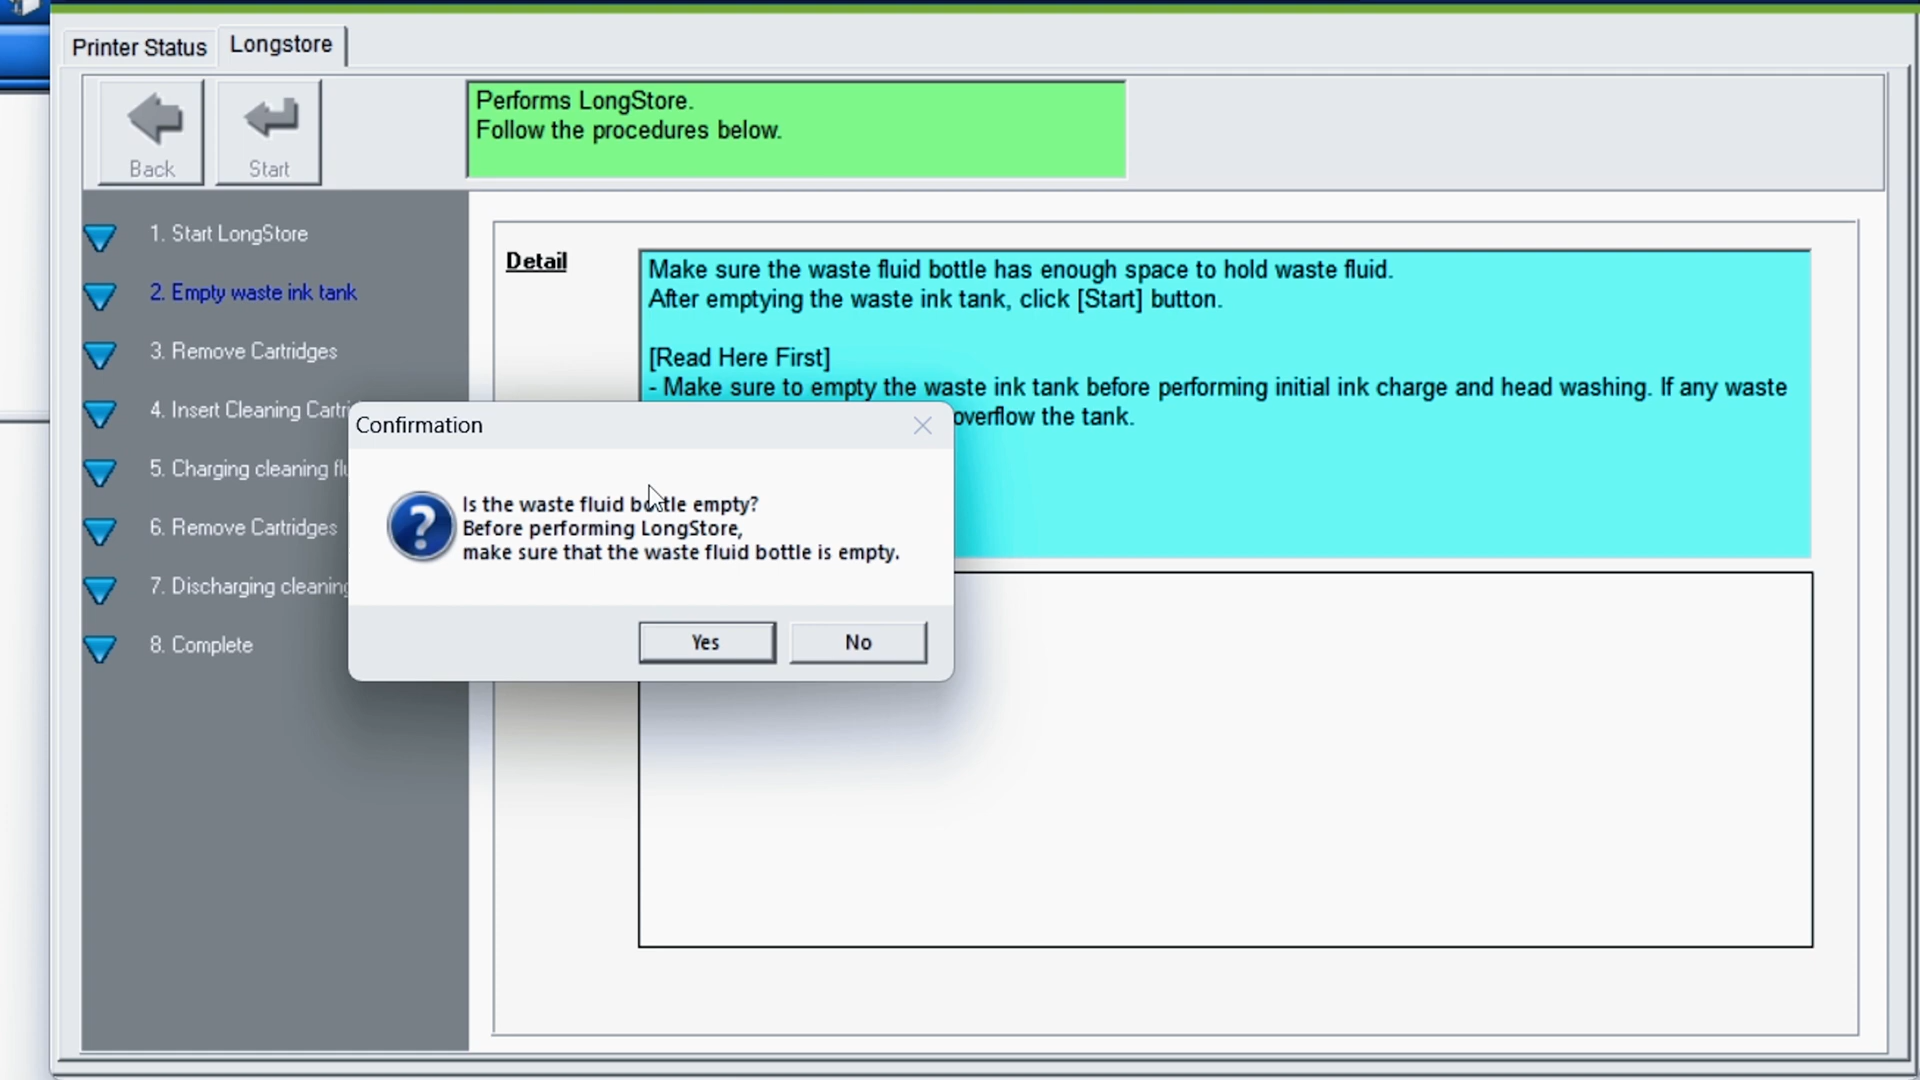 Printer Status
Longstore
Back
Start
Performs LongStore.
Follow the procedures below.
1. Start LongStore
2. Empty waste ink tank
3. Remove Cartridges
4. Insert Cleaning
5. Charging cleaning
6. Remove Cartridges
7. Discharging cleaning
8. Complete
Detail
Make sure the waste fluid bottle has enough space to hold waste fluid.
After emptying the waste ink tank, click [Start] button.
[Read Here First]
- Make sure to empty the waste ink tank before performing initial ink charge and head washing. If any waste
overflow the tank.
Confirmation
Is the waste fluid bottle empty?
Before performing LongStore,
make sure that the waste fluid bottle is empty.
Yes
No